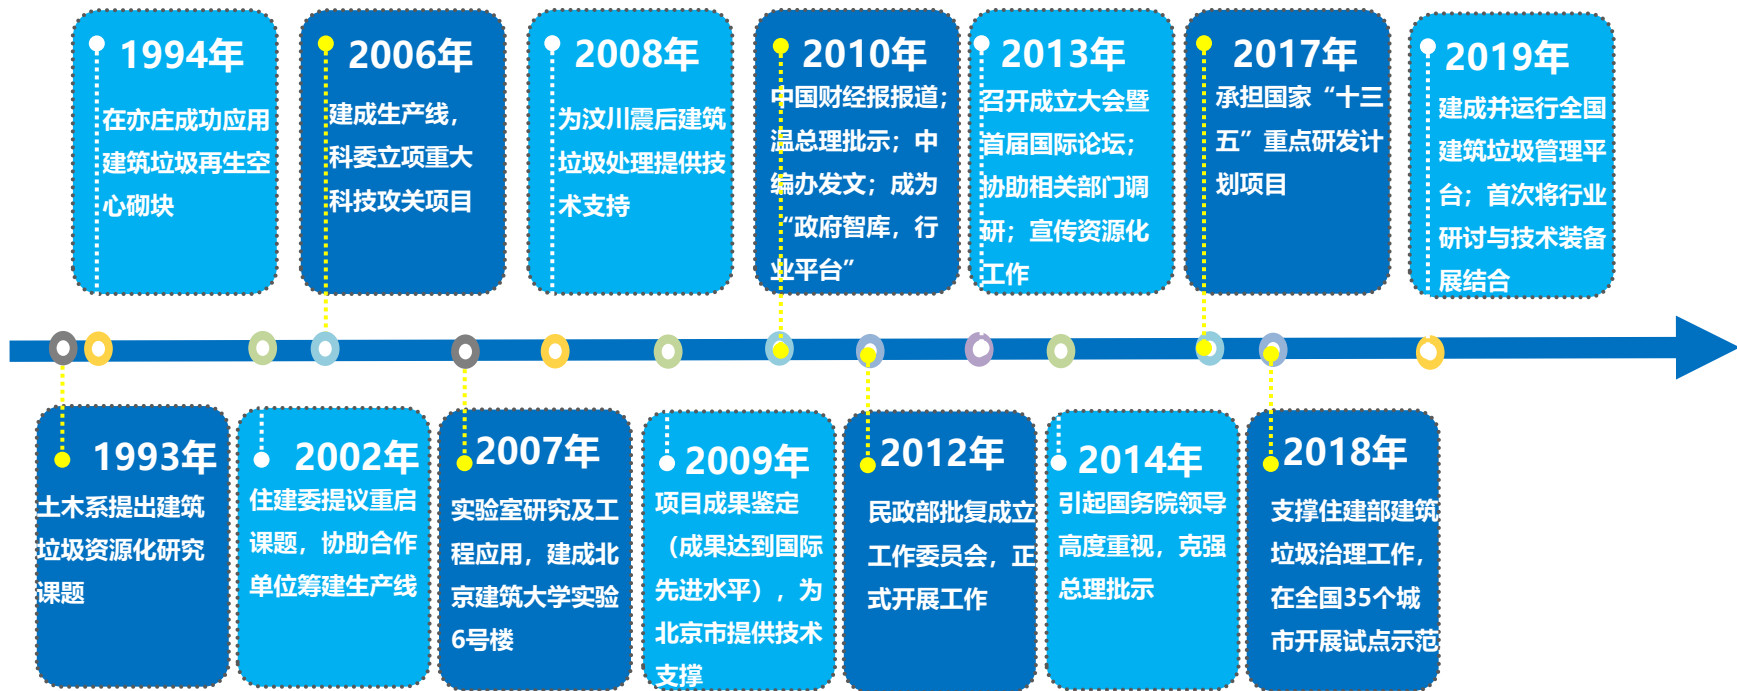 1994年
在亦庄成功应用
建筑垃圾再生空
心砌块
2006年
建成生产线，
科委立项重大
科技攻关项目
2008年
为汶川震后建筑
垃圾处理提供技
术支持
2010年
中国财经报报道；
温总理批示；中
编办发文；成为
“政府智库，行
业平台”
2013年
召开成立大会暨
首届国际论坛；
协助相关部门调
研；宣传资源化
工作
2017年
承担国家“十三
五”重点研发计
划项目
2019年
建成并运行全国
建筑垃圾管理平
台；首次将行业
研讨与技术装备
展结合
1993年
土木系提出建筑
垃圾资源化研究
课题
2002年
住建委提议重启
课题，协助合作
单位筹建生产线
2007年
实验室研究及工
程应用，建成北
京建筑大学实验
6号楼
2009年
项目成果鉴定
（成果达到国际
先进水平），为
北京市提供技术
支撑
2012年
民政部批复成立
工作委员会，正
式开展工作
2014年
引起国务院领导
高度重视，克强
总理批示
2018年
支撑住建部建筑
垃圾治理工作，
在全国35个城
市开展试点示范